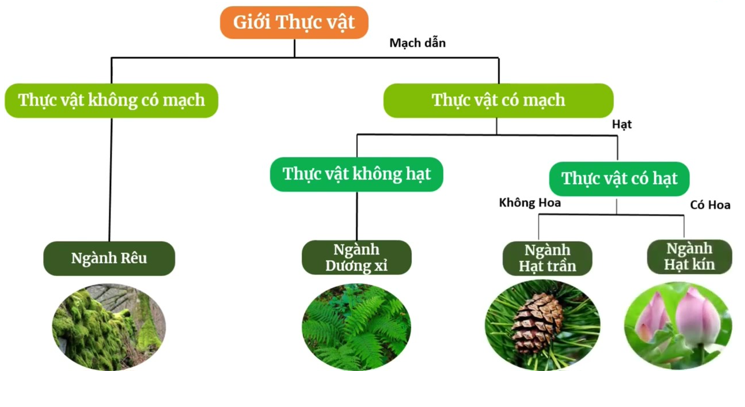 Giới Thực vật
Mạch dẫn
Thực vật không có mạch
Thực vật có mạch
Hạt
Thực vật không hạt
Thực vật có hạt
Không Hoa
Có Hoa
Ngành Rêu
Ngành
Dương xỉ
Ngành
Hạt trần
Ngành
Hạt kín